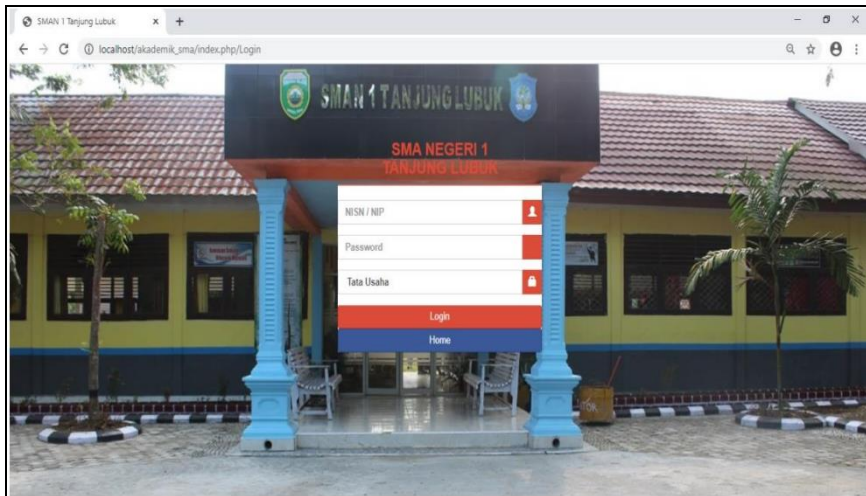 SMAN 1 Tanjung Lubuk
localhost/akademik_sma/index.php/Login
SMAN 1 TANJUNG LUBUK
SMA NEGERI 1
TANJUNG LUBUK
NISN / NIP
Password
Tata Usaha
Login
Home